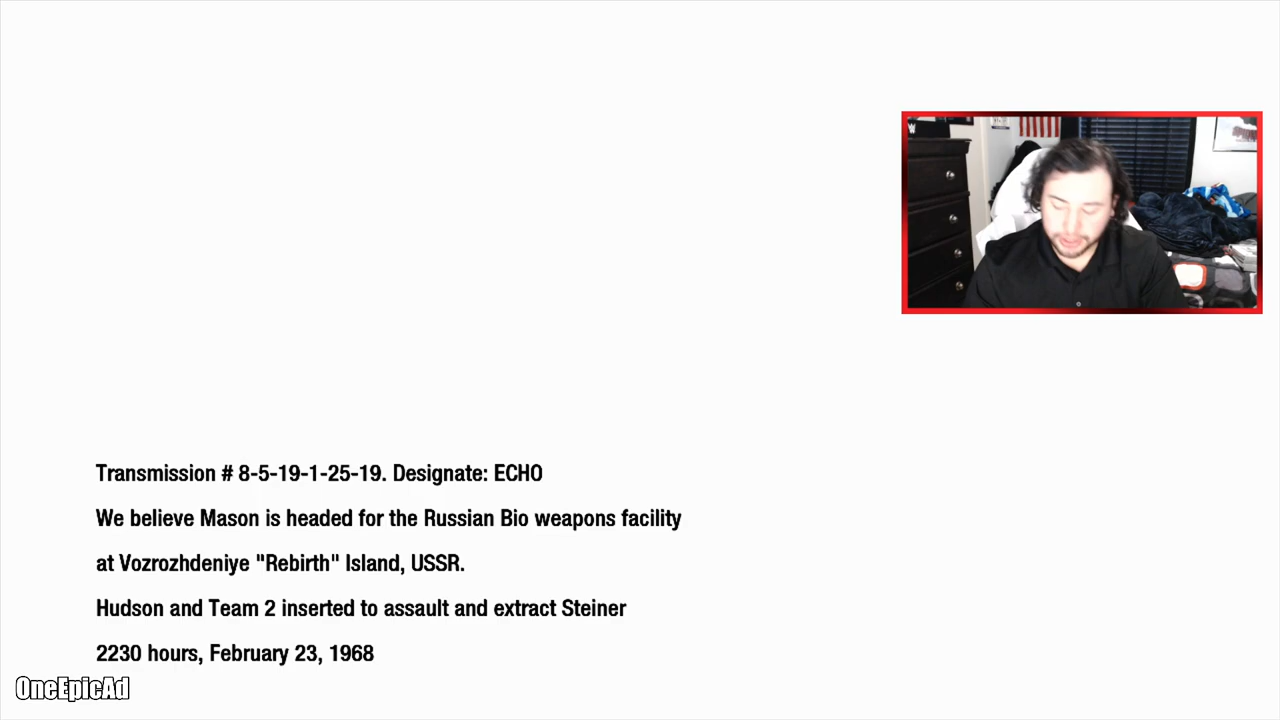 Transmission # 8-5-19-1-25-19. Designate: ECHO
We believe Mason is headed for the Russian Bio weapons facility
at Vozrozhdeniye "Rebirth" Island, USSR.
Hudson and Team 2 inserted to assault and extract Steiner
2230 hours, February 23, 1968
OneEpicAd